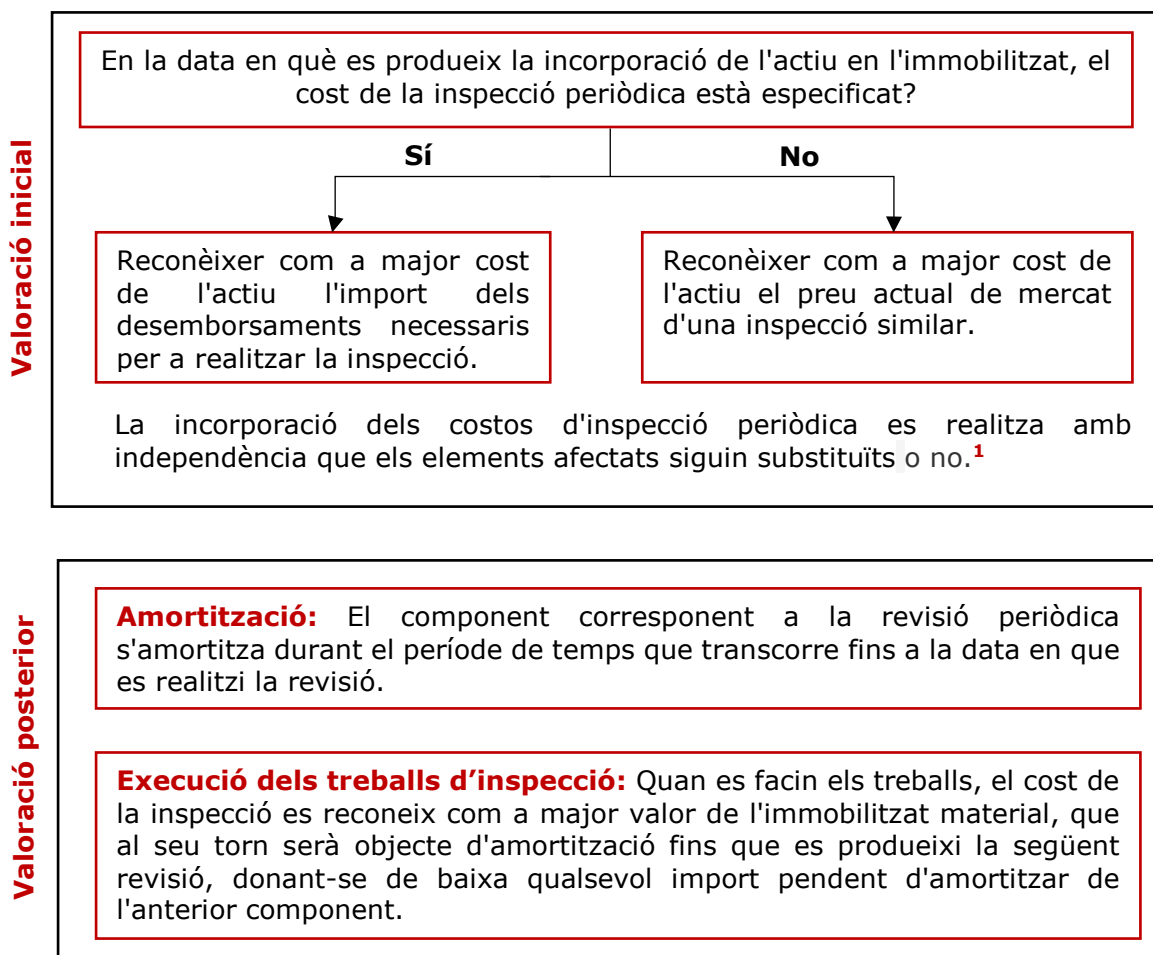 Valoració inicial
En la data en què es produeix la incorporació de l'actiu en l'immobilitzat, el
cost de la inspecció periòdica està especificat?
Sí
No
Reconèixer com a major cost
de l'actiu l'import dels
desemborsaments necessaris
per a realitzar la inspecció.
Reconèixer com a major cost de
l'actiu el preu actual de mercat
d'una inspecció similar.
La incorporació dels costos d'inspecció periòdica es realitza amb
independència que els elements afectats siguin substituïts o no.1
Valoració posterior
Amortització: El component corresponent a la revisió periòdica
s'amortitza durant el període de temps que transcorre fins a la data en que
es realitzi la revisió.
Execució dels treballs d’inspecció: Quan es facin els treballs, el cost de
la inspecció es reconeix com a major valor de l'immobilitzat material, que
al seu torn serà objecte d'amortització fins que es produeixi la següent
revisió, donant-se de baixa qualsevol import pendent d'amortitzar de
l'anterior component.